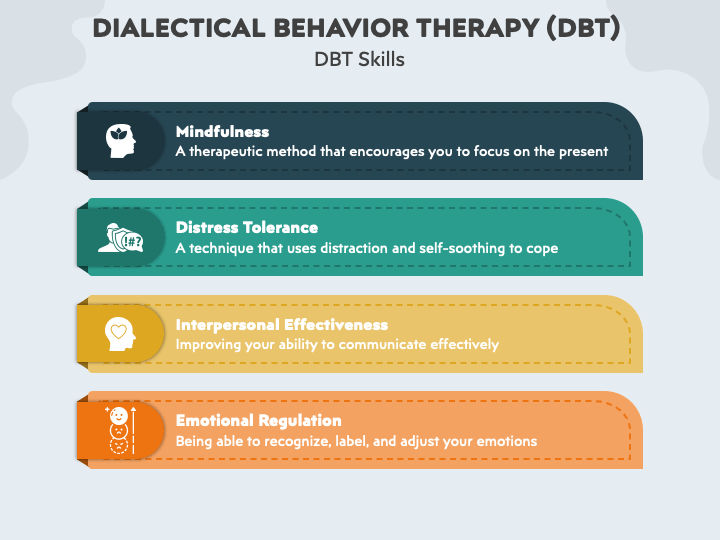 DIALECTICAL BEHAVIOR THERAPY (DBT)
DBT Skills
Mindfulness
A therapeutic method that encourages you to focus on the present
Distress Tolerance
A technique that uses distraction and self-soothing to cope
!#?
Interpersonal Effectiveness
Improving your ability to communicate effectively
Emotional Regulation
Being able to recognize, label, and adjust your emotions